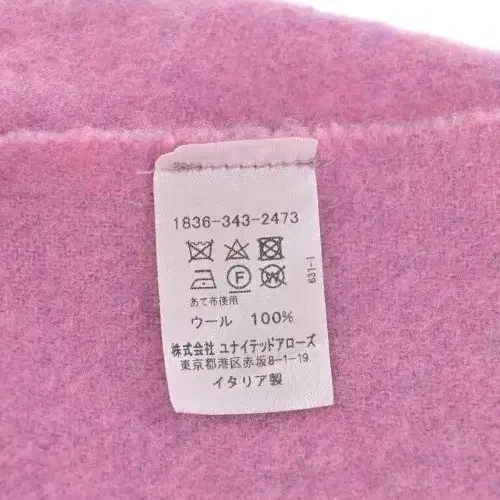 1836-343-2473
F W
631-1
あて布使用
ウール 100%
株式会社 ユナイテッドアローズ
東京都港区赤坂8-1-19
イタリア製